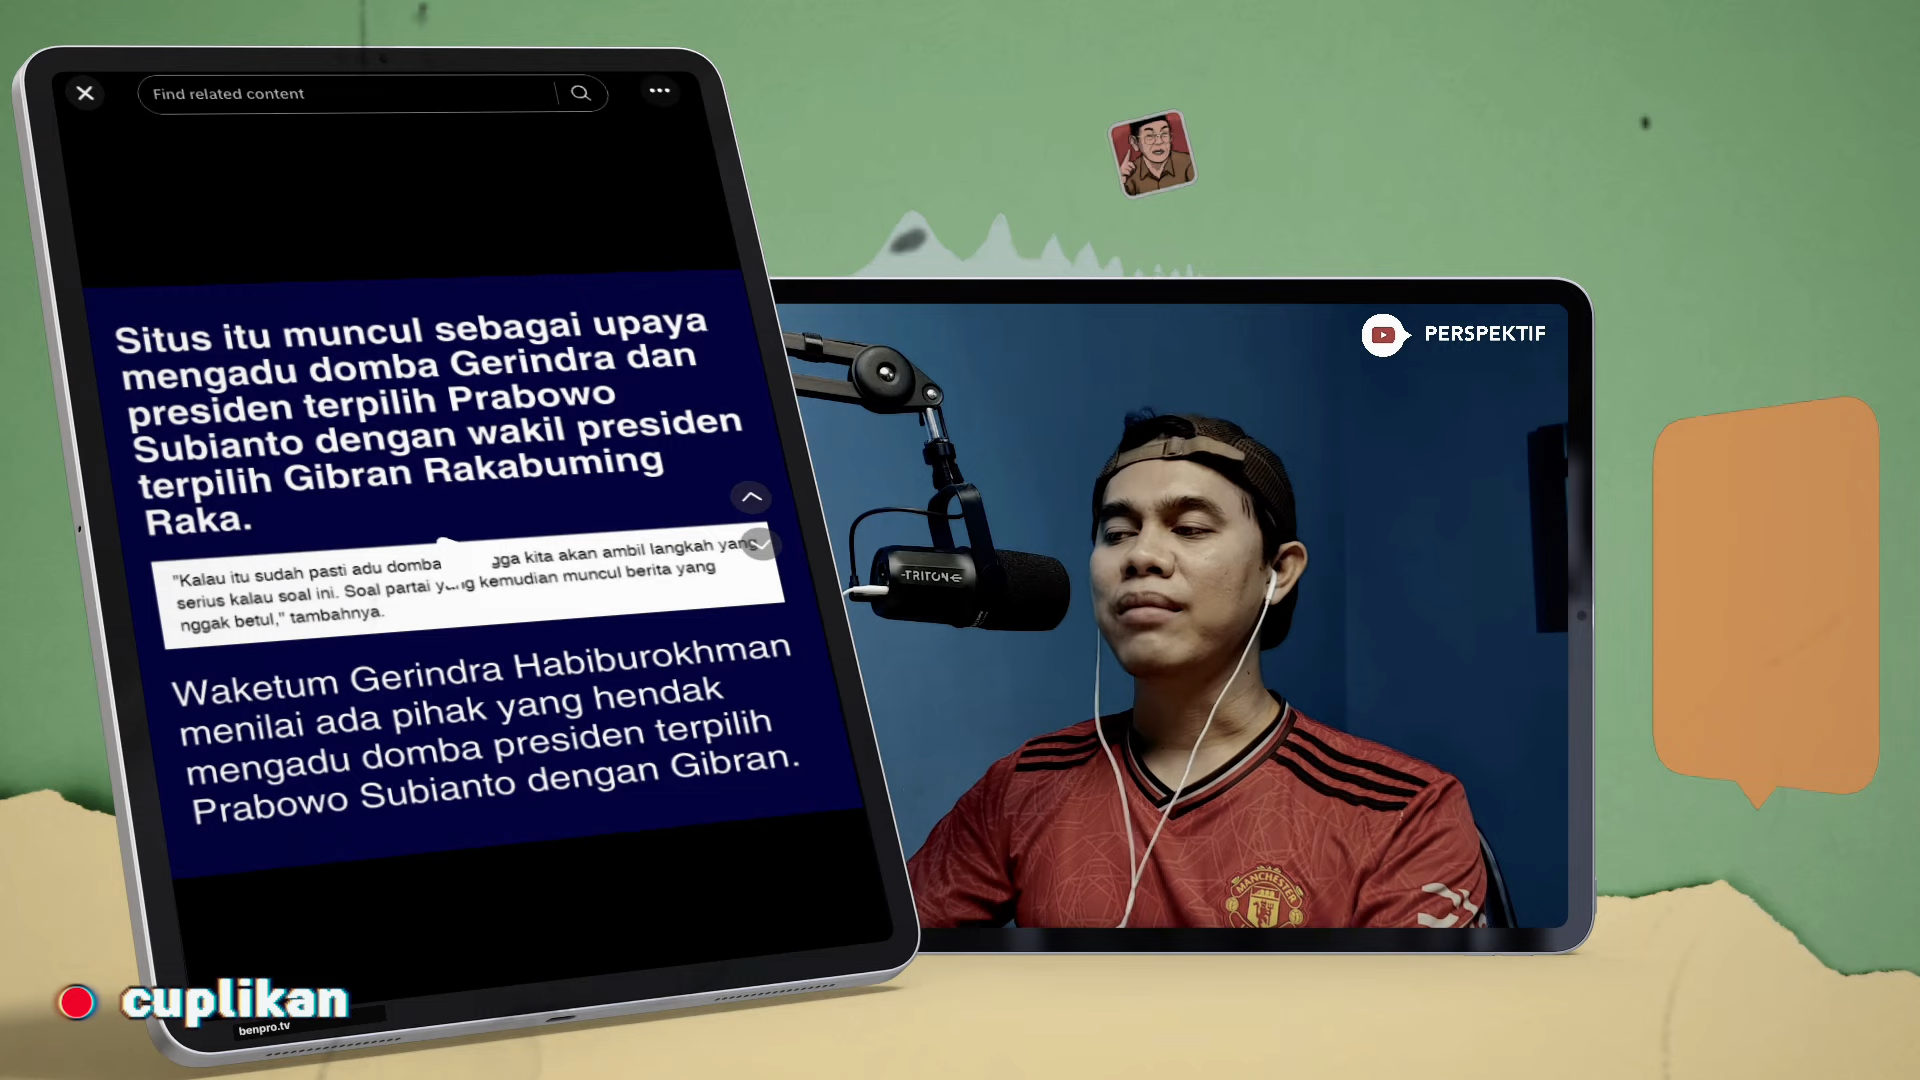 Find related content
Situs itu muncul sebagai upaya
mengadu domba Gerindra dan
presiden terpilih Prabowo
Subianto dengan wakil presiden
terpilih Gibran Rakabuming
Raka.
"Kalau itu sudah pasti adu domba kita akan ambil langkah yang
serius kalau soal ini. Soal partai kemudian muncul berita yang
nggak betul," tambahnya.
Waketum Gerindra Habiburokhman
menilai ada pihak yang hendak
mengadu domba presiden terpilih
Prabowo Subianto dengan Gibran.
cuplikan
benpro.tv
PERSPEKTIF
TRITON
MANCHESTER